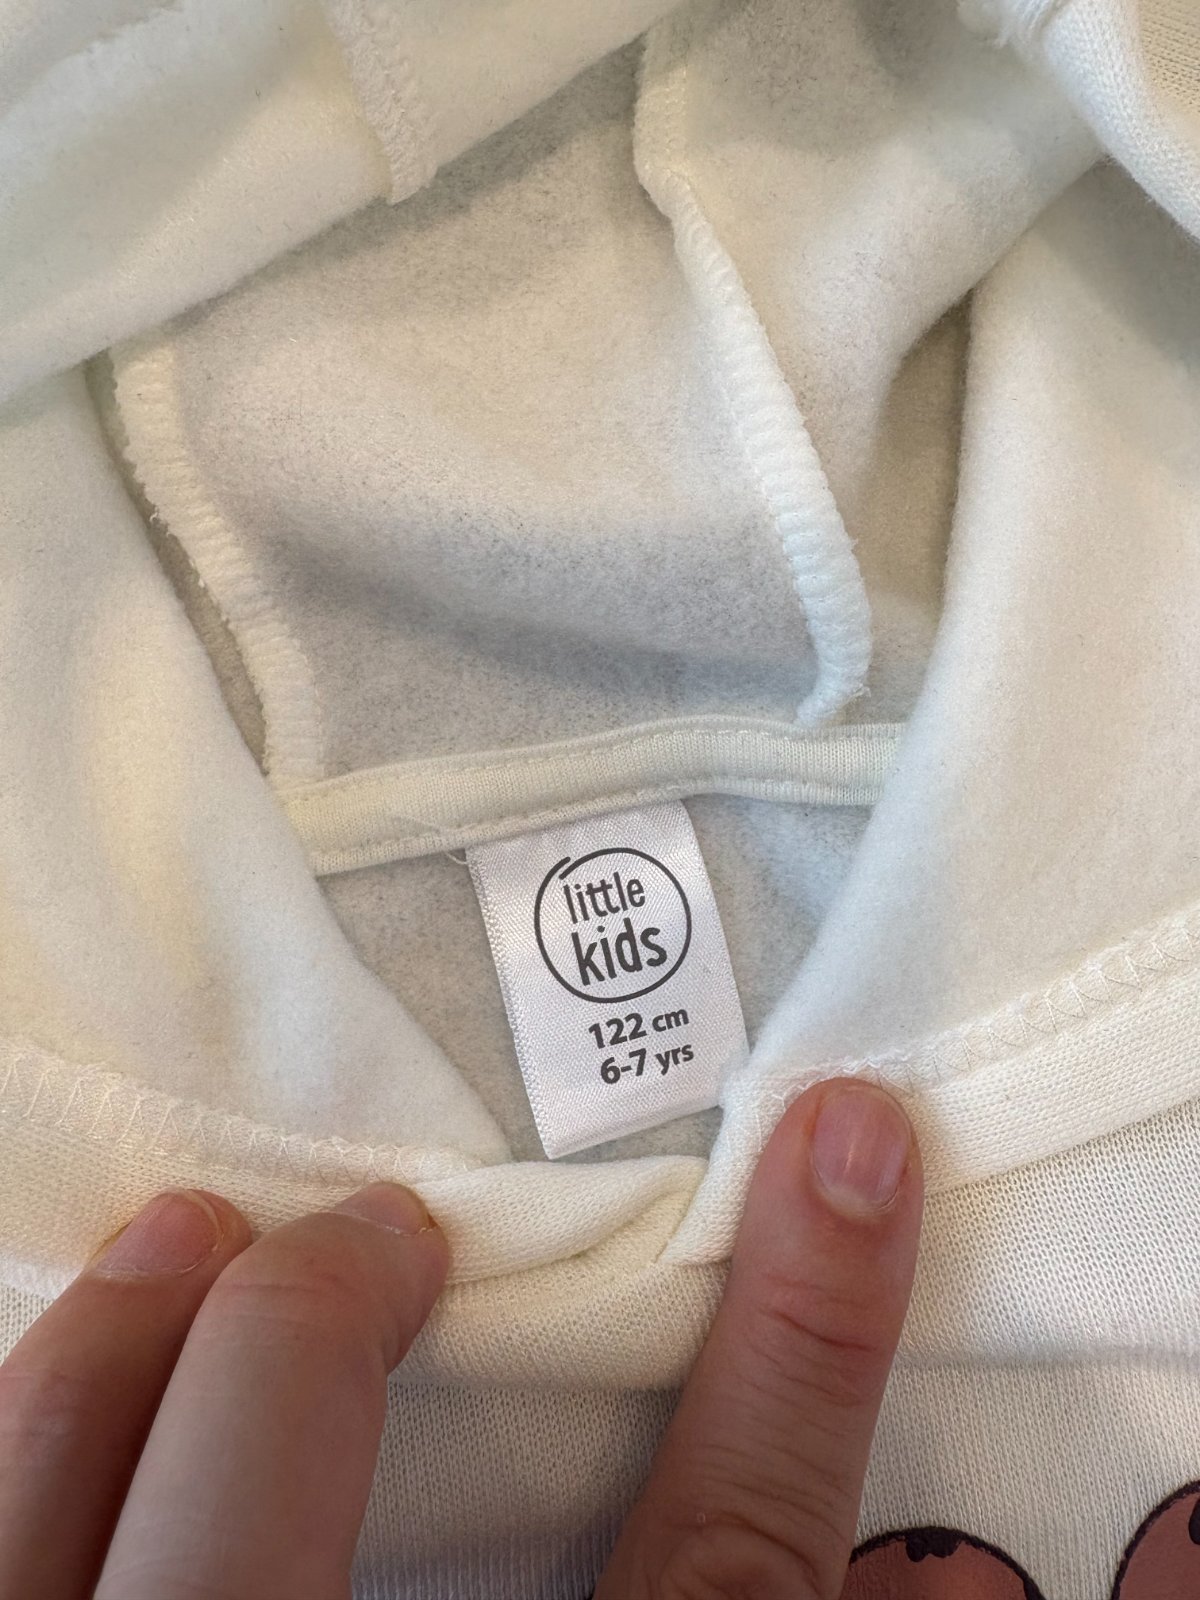 little
kids
122 cm
6-7 yrs